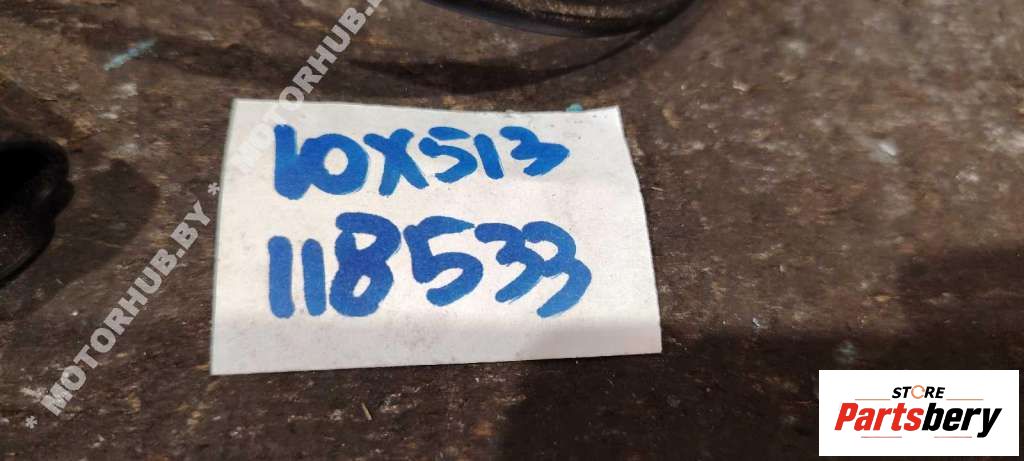 * MOTORHUB.BY * MOTORHUB.BY
10X513
118533
STORE
Partsbery